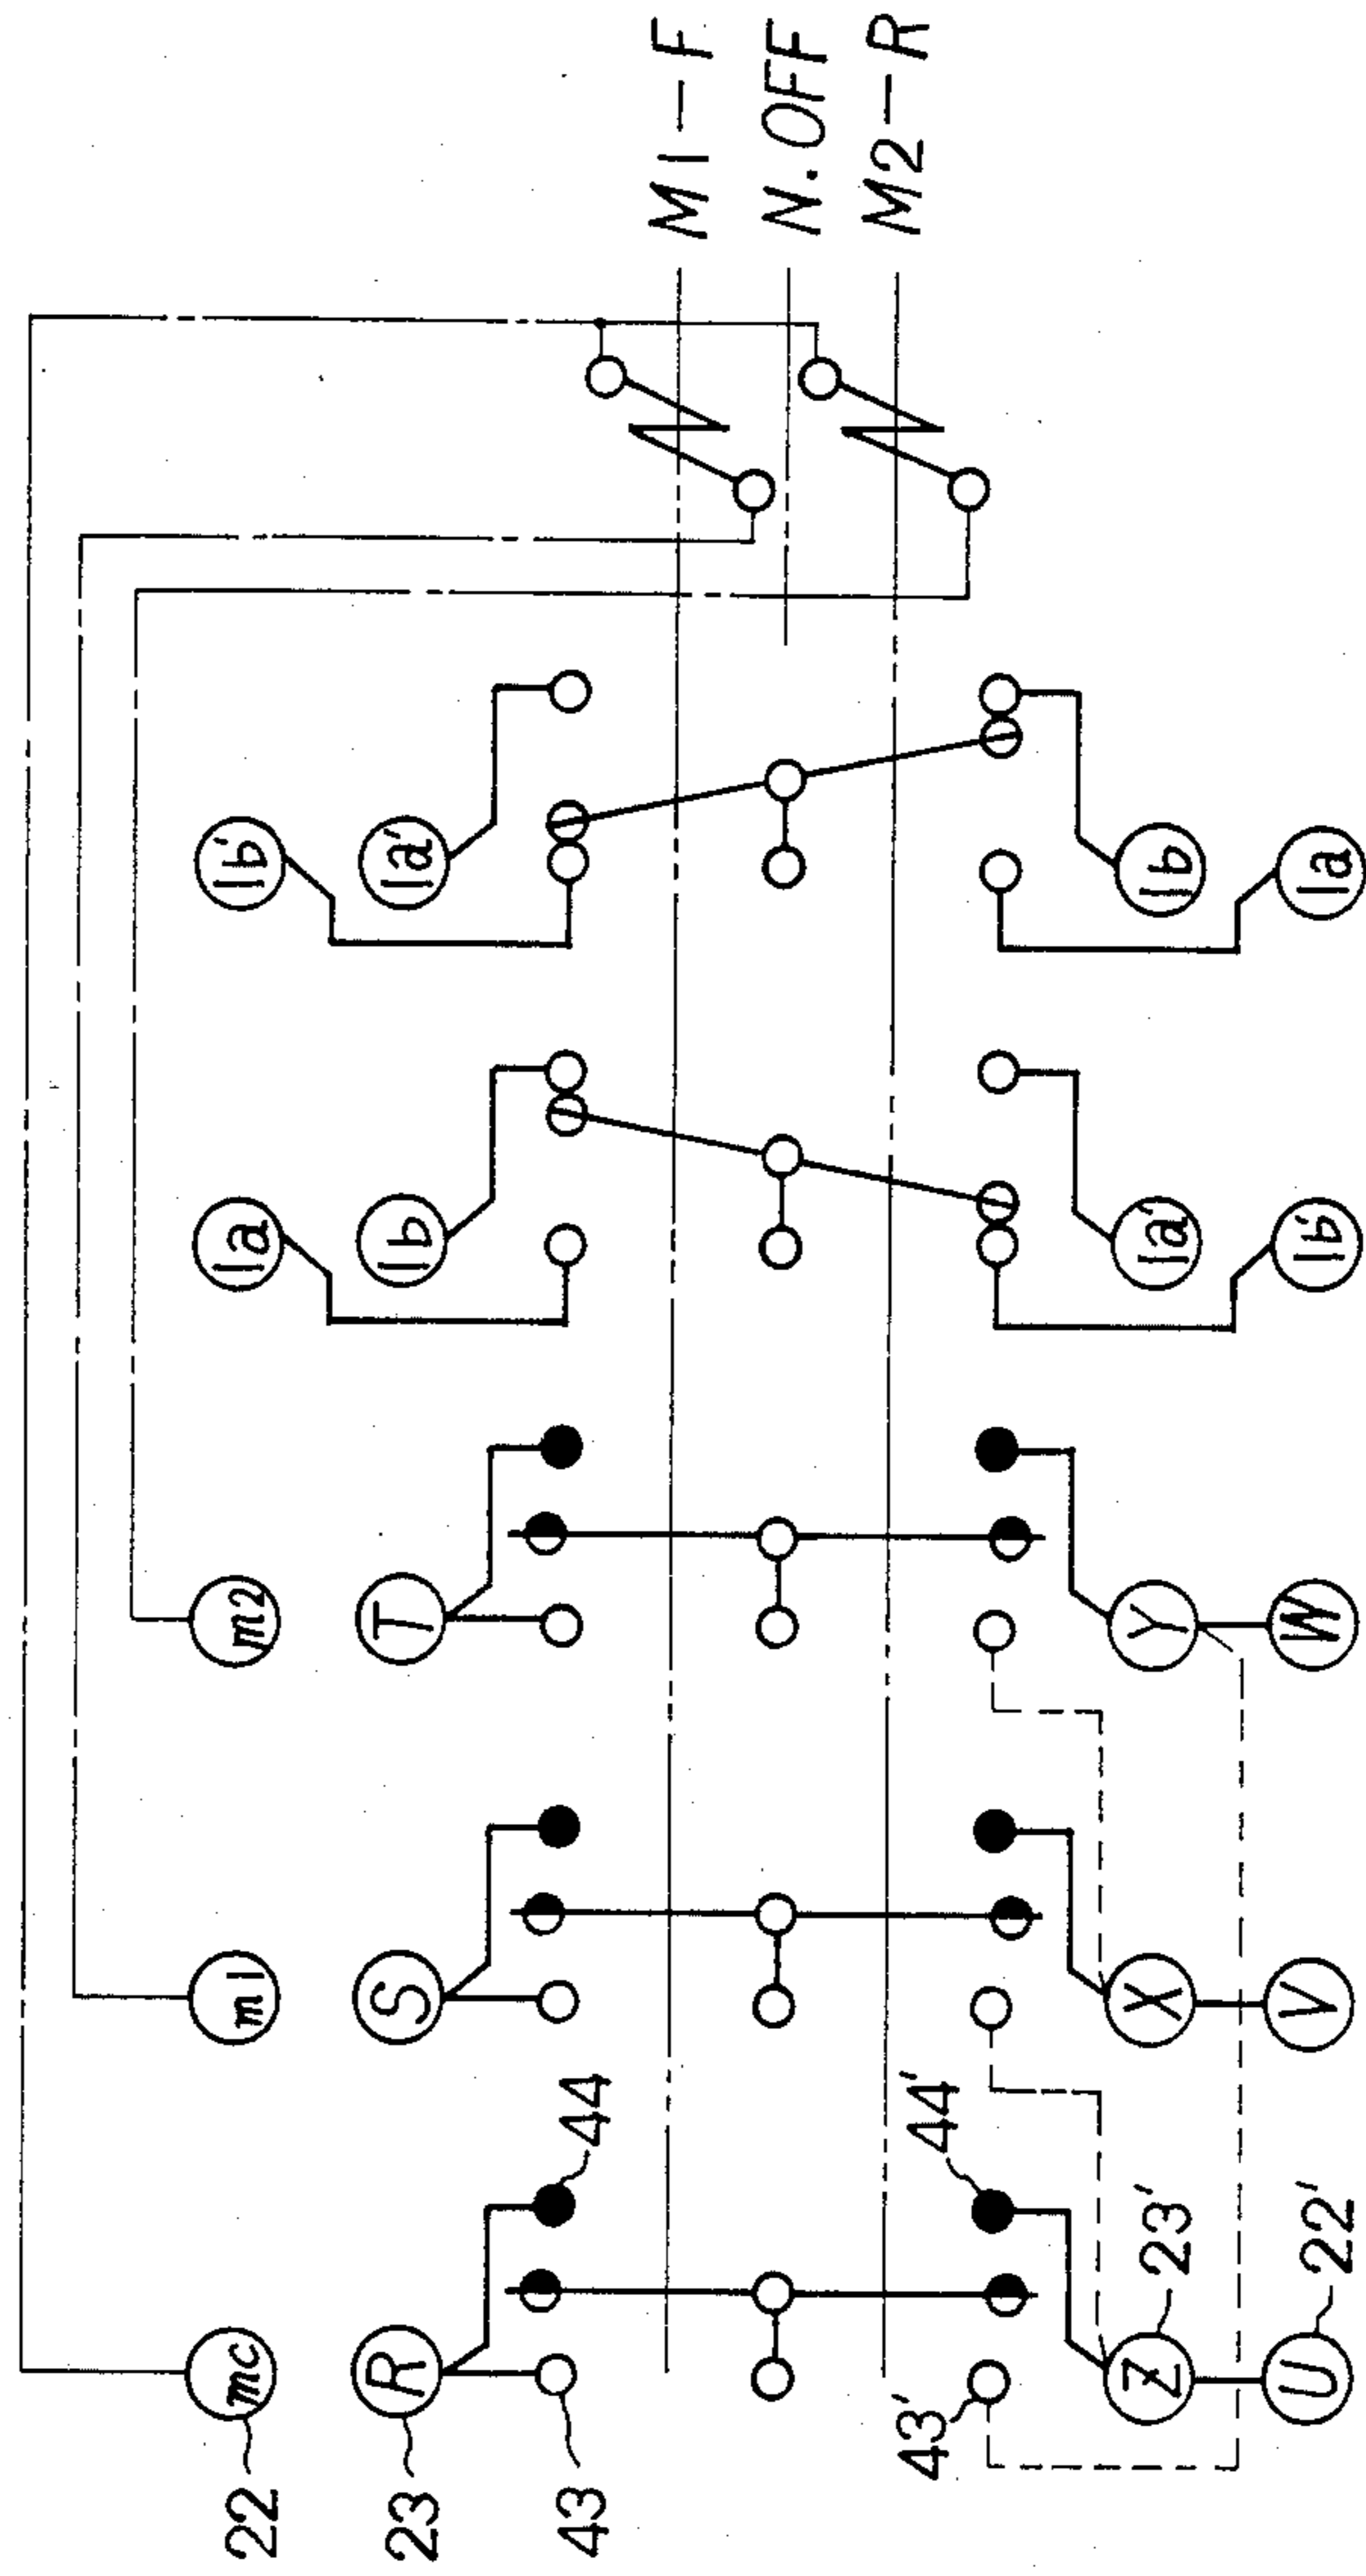 22 mc m1 m2 1a 1b'
23 R S T 1b 1a'
43 44
M1-F
N.OFF
M2-R
43' 44'
Z 23' X Y 1a' 1b
U 22' V W 1b' 1a